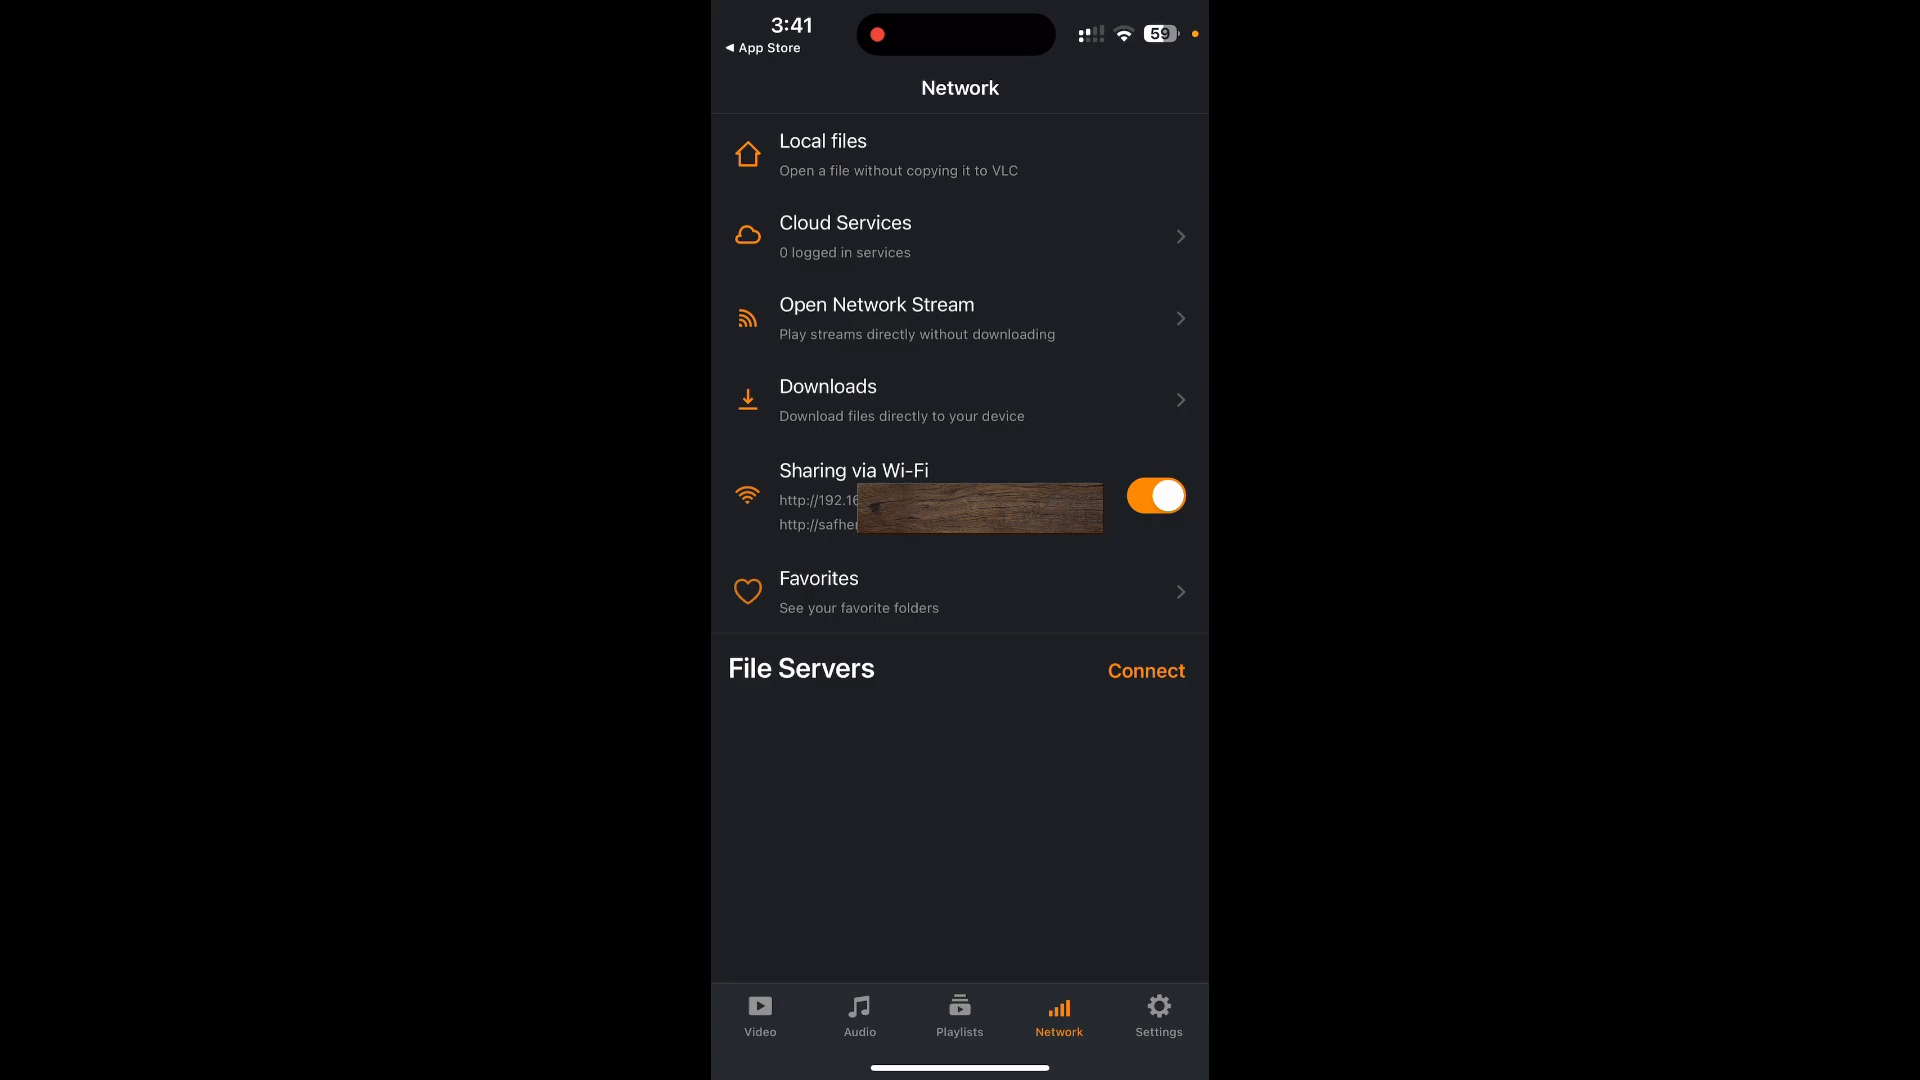 3:41
◀ App Store
59
Network
Local files
Open a file without copying it to VLC
Cloud Services
0 logged in services
Open Network Stream
Play streams directly without downloading
Downloads
Download files directly to your device
Sharing via Wi-Fi
http://192.16
http://safher
Favorites
See your favorite folders
File Servers
Connect
Video
Audio
Playlists
Network
Settings